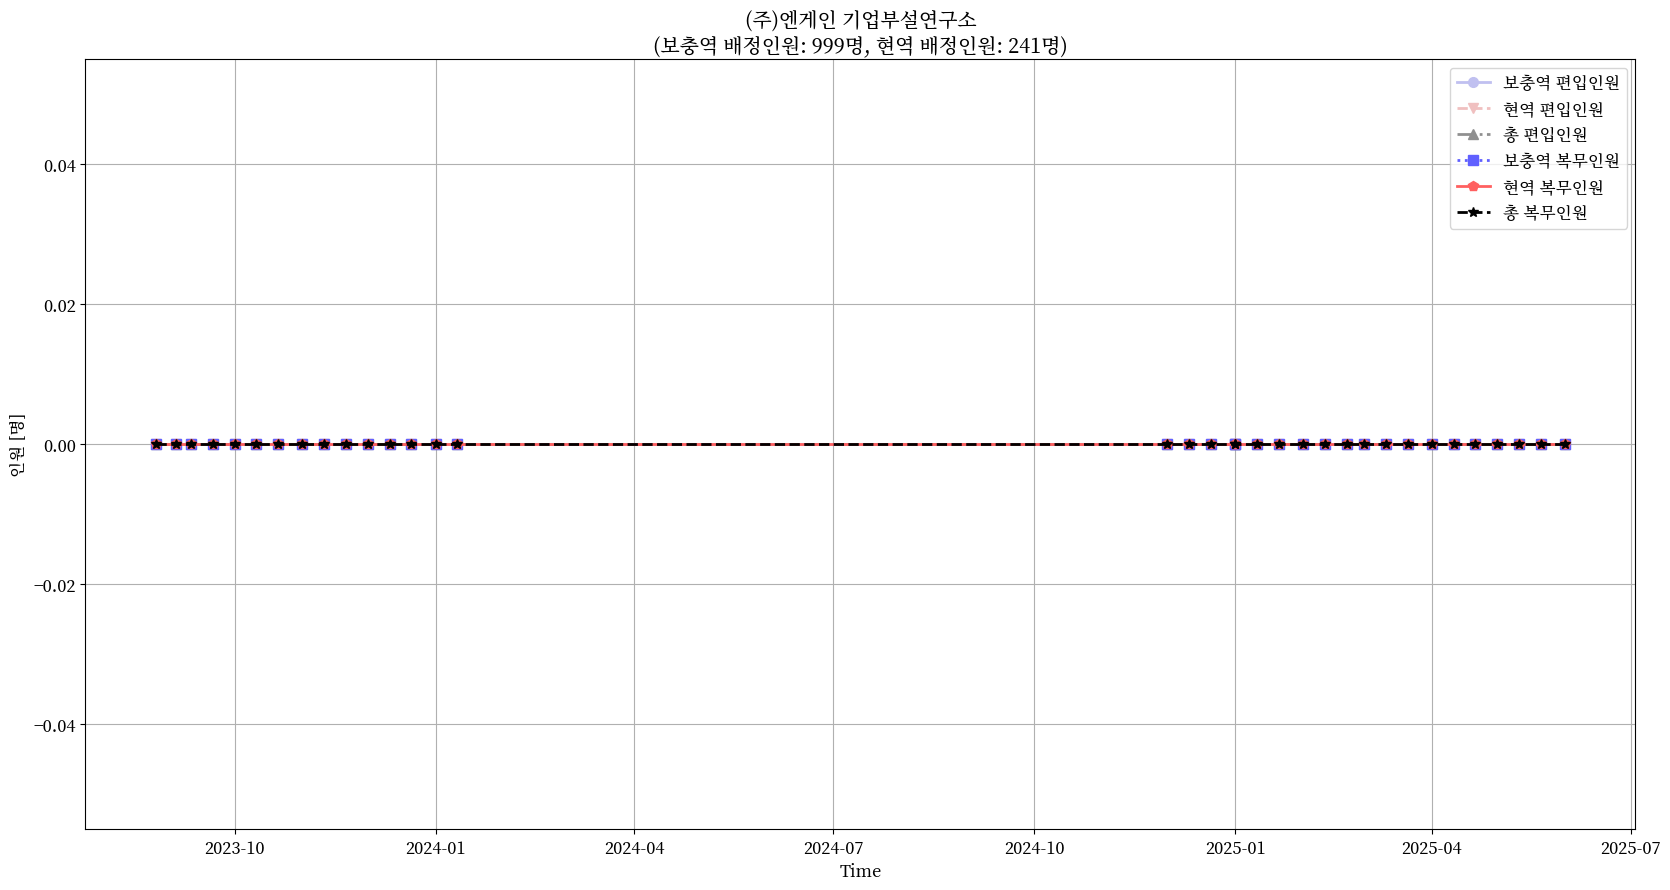 (주)엔게인 기업부설연구소
(보충역 배정인원: 999명, 현역 배정인원: 241명)
보충역 편입인원
현역 편입인원
총 편입인원
보충역 복무인원
현역 복무인원
총 복무인원
인원 [명]
0.04
0.02
0.00
−0.02
−0.04
2023-10
2024-01
2024-04
2024-07
2024-10
2025-01
2025-04
2025-07
Time